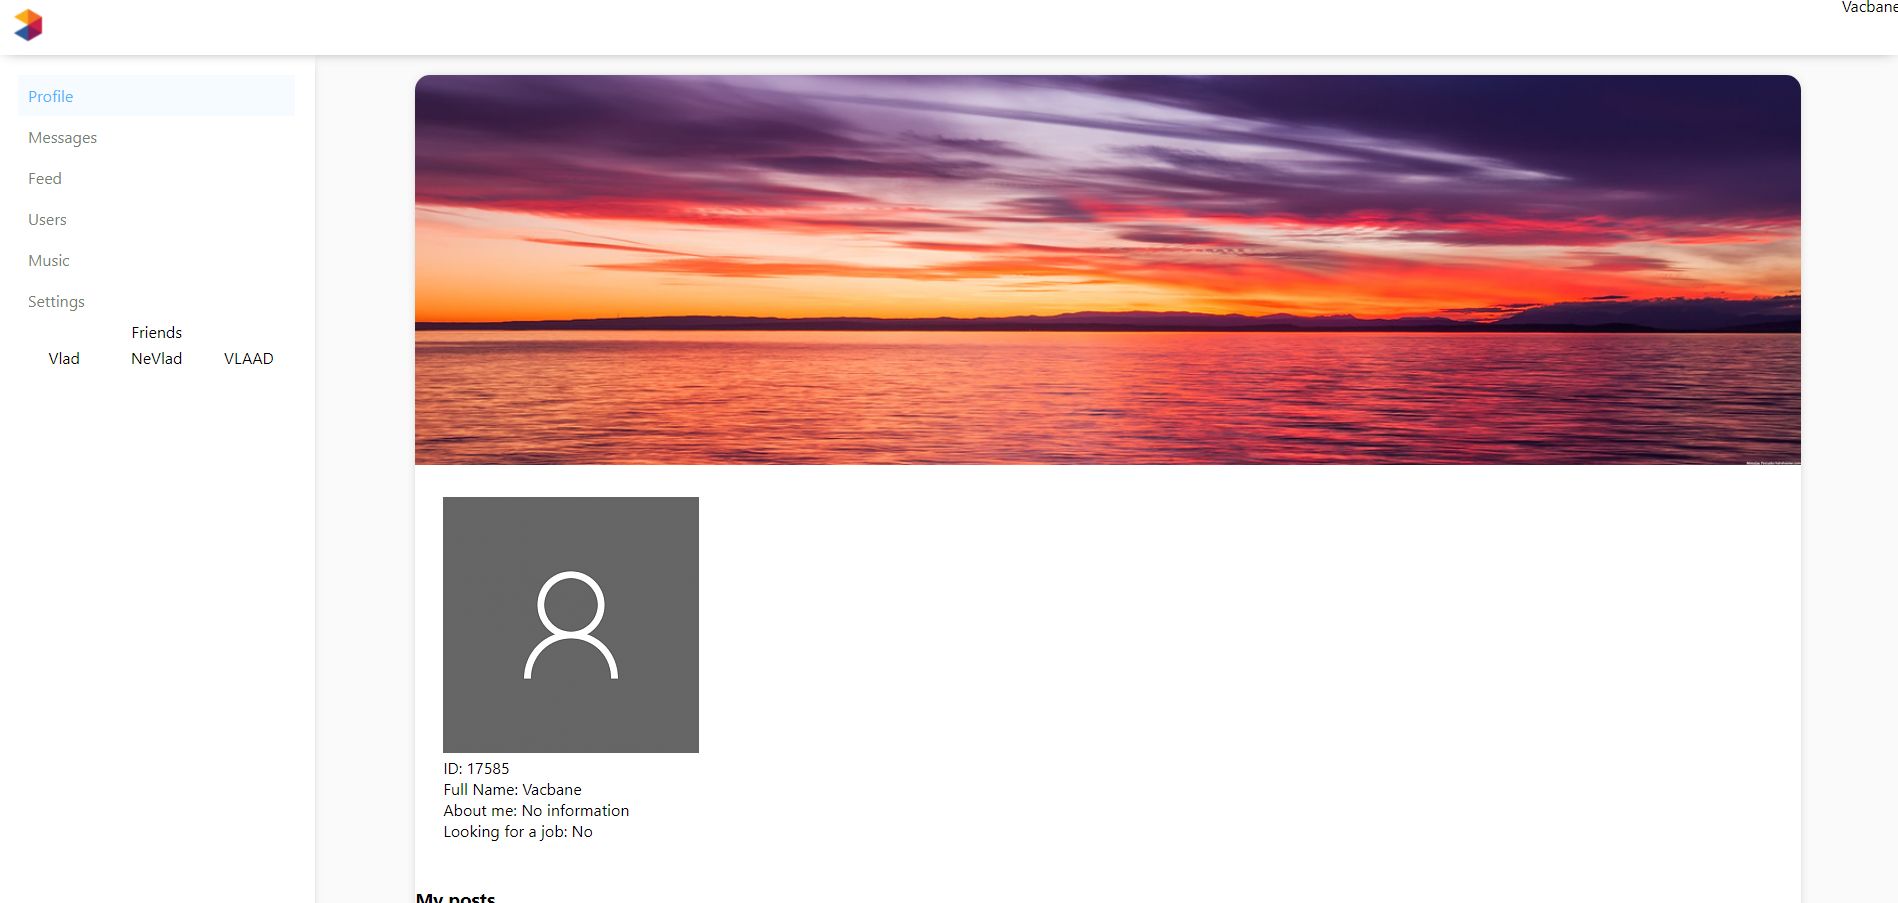 Vacbane
Profile
Messages
Feed
Users
Music
Settings
Friends
Vlad NeVlad VLAAD
ID: 17585
Full Name: Vacbane
About me: No information
Looking for a job: No
My posts